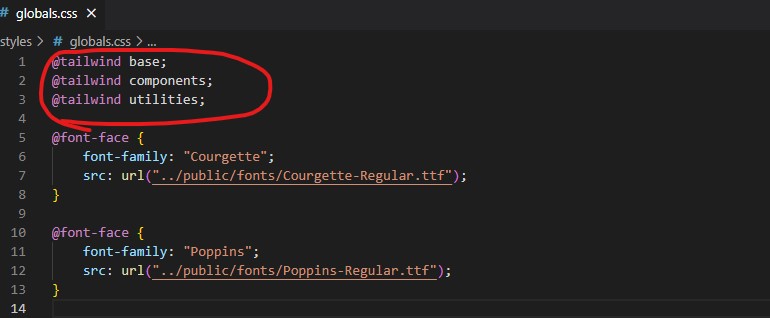 # globals.css ×
styles > # globals.css > ...
1 @tailwind base;
2 @tailwind components;
3 @tailwind utilities;
4
5 @font-face {
6     font-family: "Courgette";
7     src: url("../public/fonts/Courgette-Regular.ttf");
8 }
9
10 @font-face {
11     font-family: "Poppins";
12     src: url("../public/fonts/Poppins-Regular.ttf");
13 }
14